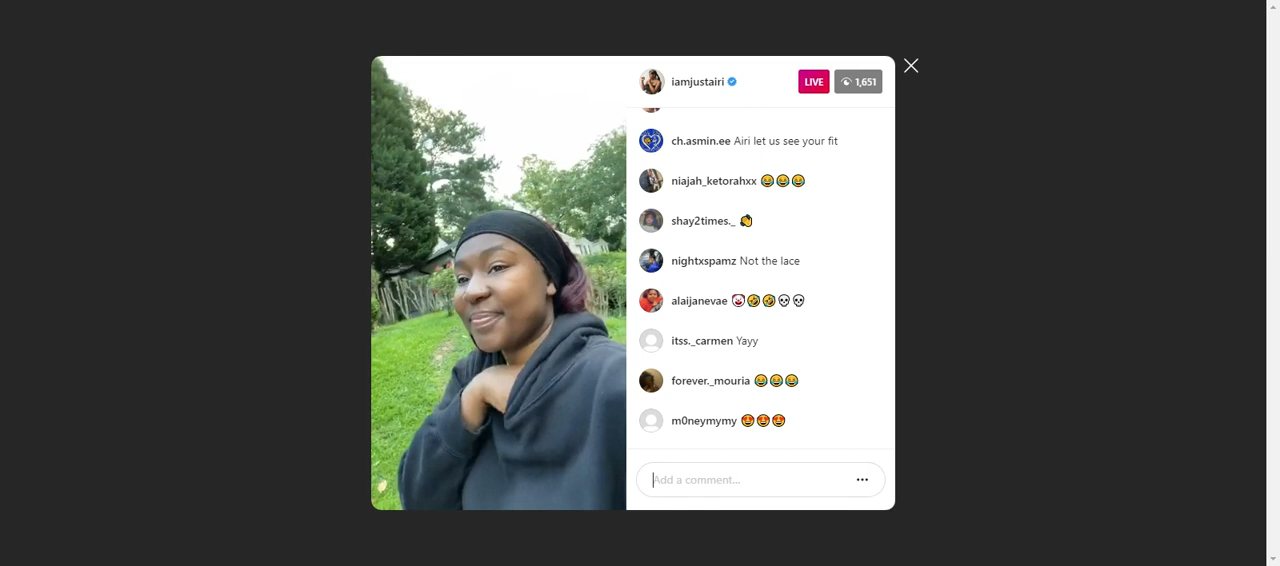 iamjustairi
LIVE
1,651
ch.asmin.ee Airi let us see your fit
niajah_ketorahxx 😂😂😂
shay2times._ 👏
nightxspamz Not the lace
alaijanevae 🤡🤣🤣💀💀
itss._carmen Yayy
forever._mouria 😂😂😂
m0neymymy 😍😍😍
Add a comment...